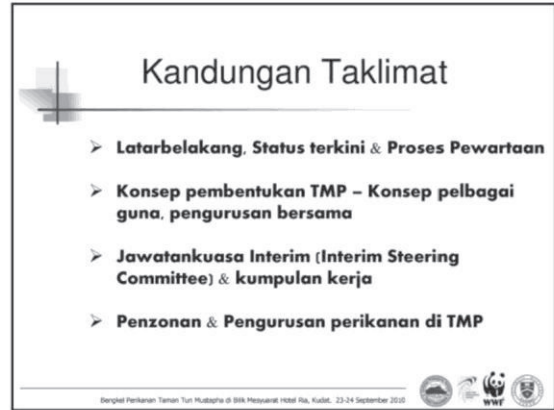 Kandungan Taklimat
➢ Latarbelakang, Status terkini & Proses Pewartaan
➢ Konsep pembentukan TMP – Konsep pelbagai
guna, pengurusan bersama
➢ Jawatankuasa Interim (Interim Steering
Committee) & kumpulan kerja
➢ Penzonan & Pengurusan perikanan di TMP
Bengkel Perikanan Taman Tun Mustapha di Bilik Mesyuarat Hotel Ria, Kudat. 23-24 September 2010
WWF